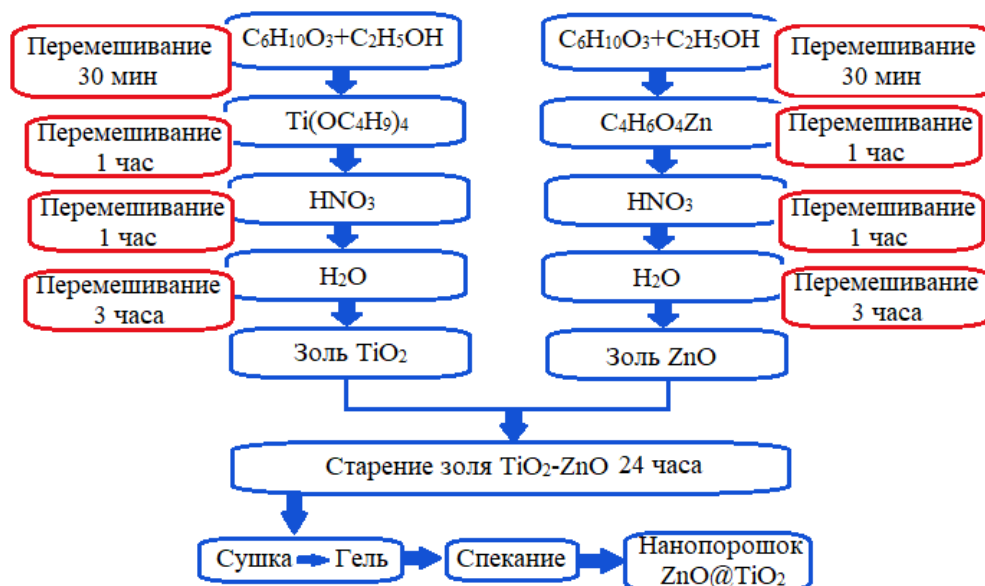 C₆H₁₀O₃+C₂H₅OH
Перемешивание
30 мин
Ti(OC₄H₉)₄
Перемешивание
1 час
HNO₃
Перемешивание
1 час
H₂O
Перемешивание
3 часа
Золь TiO₂
C₆H₁₀O₃+C₂H₅OH
Перемешивание
30 мин
C₄H₆O₄Zn
Перемешивание
1 час
HNO₃
Перемешивание
1 час
H₂O
Перемешивание
3 часа
Золь ZnO
Старение золя TiO₂-ZnO 24 часа
Сушка Гель
Спекание
Нанопорошок
ZnO@TiO₂